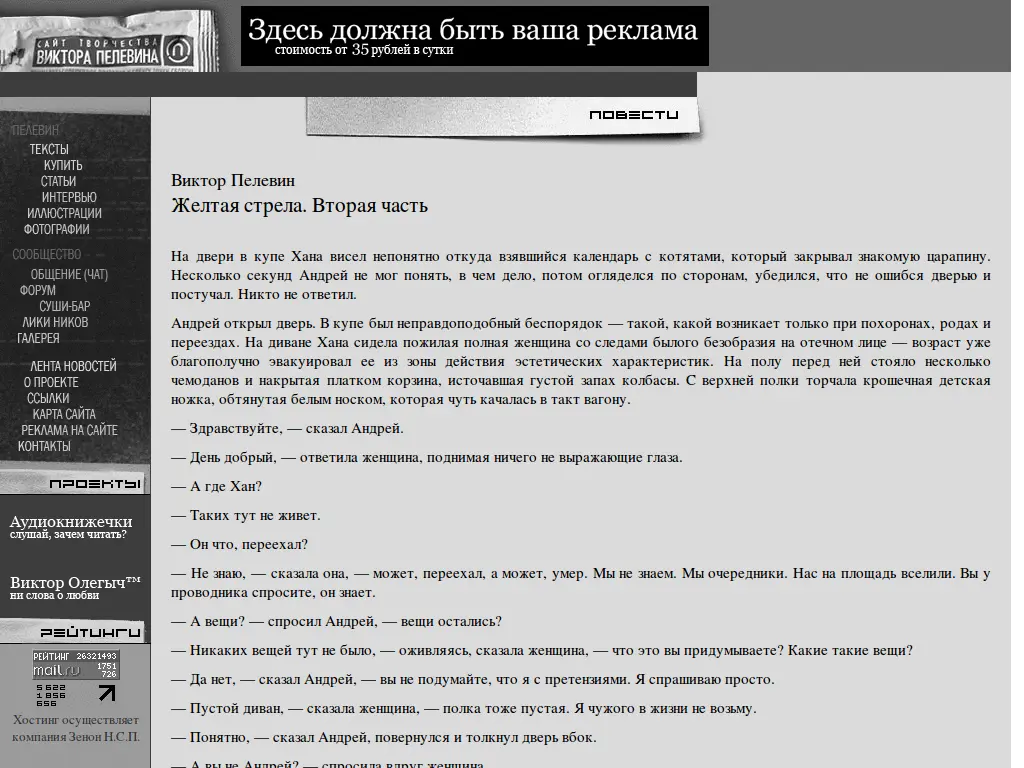 Здесь должна быть ваша реклама
стоимость от 35 рублей в сутки
САЙТ ТВОРЧЕСТВА
ВИКТОРА ПЕЛЕВИНА
ПОВЕСТИ
ПЕЛЕВИН
ТЕКСТЫ
КУПИТЬ
СТАТЬИ
ИНТЕРВЬЮ
ИЛЛЮСТРАЦИИ
ФОТОГРАФИИ
СООБЩЕСТВО
ОБЩЕНИЕ (ЧАТ)
ФОРУМ
СУШИ-БАР
ЛИКИ НИКОВ
ГАЛЕРЕЯ
ЛЕНТА НОВОСТЕЙ
О ПРОЕКТЕ
ССЫЛКИ
КАРТА САЙТА
РЕКЛАМА НА САЙТЕ
КОНТАКТЫ
ПРОЕКТЫ
Аудиокнижечки
слушай, зачем читать?
Виктор Олегыч™
ни слова о любви
РЕЙТИНГИ
РЕЙТИНГ 26321493
mail.ru 1751
726
5 622
1 856
656
Хостинг осуществляет
компания Зенон Н.С.П.
Виктор Пелевин
Желтая стрела. Вторая часть
На двери в купе Хана висел непонятно откуда взявшийся календарь с котятами, который закрывал знакомую царапину.
Несколько секунд Андрей не мог понять, в чем дело, потом огляделся по сторонам, убедился, что не ошибся дверью и
постучал. Никто не ответил.
Андрей открыл дверь. В купе был неправдоподобный беспорядок — такой, какой возникает только при похоронах, родах и
переездах. На диване Хана сидела пожилая полная женщина со следами былого безобразия на отечном лице — возраст уже
благополучно эвакуировал ее из зоны действия эстетических характеристик. На полу перед ней стояло несколько
чемоданов и накрытая платком корзина, источавшая густой запах колбасы. С верхней полки торчала крошечная детская
ножка, обтянутая белым носком, которая чуть качалась в такт вагону.
— Здравствуйте, — сказал Андрей.
— День добрый, — ответила женщина, поднимая ничего не выражающие глаза.
— А где Хан?
— Таких тут не живет.
— Он что, переехал?
— Не знаю, — сказала она, — может, переехал, а может, умер. Мы не знаем. Мы очередники. Нас на площадь вселили. Вы у
проводника спросите, он знает.
— А вещи? — спросил Андрей, — вещи остались?
— Никаких вещей тут не было, — оживляясь, сказала женщина, — что это вы придумываете? Какие такие вещи?
— Да нет, — сказал Андрей, — вы не подумайте, что я с претензиями. Я спрашиваю просто.
— Пустой диван, — сказала женщина, — полка тоже пустая. Я чужого в жизни не возьму.
— Понятно, — сказал Андрей, повернулся и толкнул дверь вбок.
— А вы не Андрей? — спросила вдруг женщина.